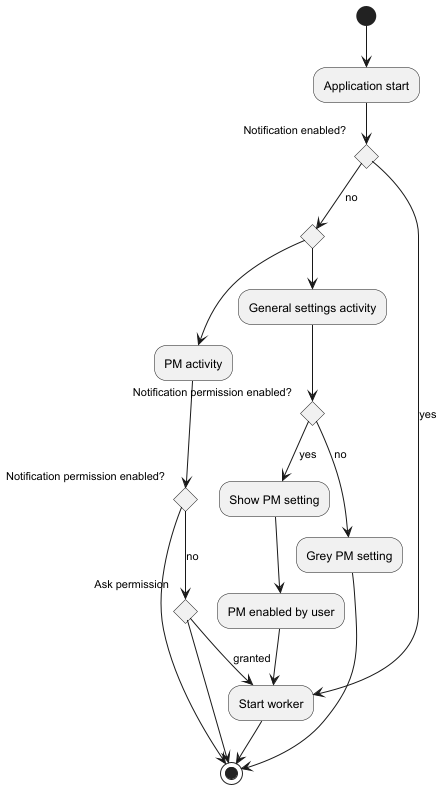 Application start
Notification enabled?
no
General settings activity
PM activity
Notification permission enabled?
yes
yes
no
Notification permission enabled?
Show PM setting
Grey PM setting
no
Ask permission
PM enabled by user
granted
Start worker